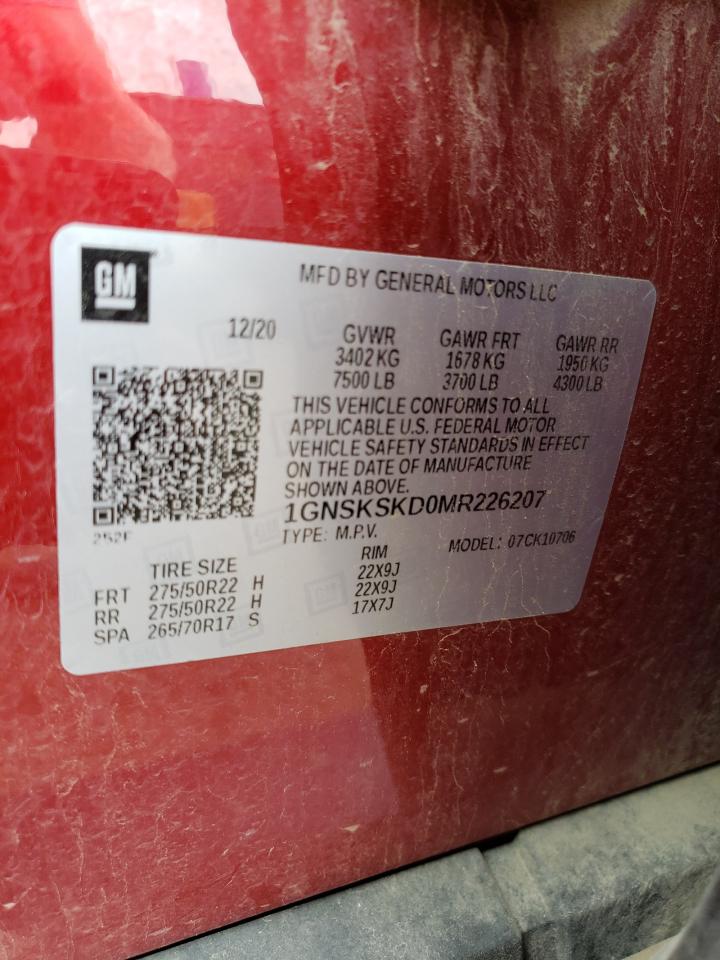 GM
MFD BY GENERAL MOTORS LLC
12/20 GVWR GAWR FRT GAWR RR
3402 KG 1678 KG 1950 KG
7500 LB 3700 LB 4300 LB
THIS VEHICLE CONFORMS TO ALL
APPLICABLE U.S. FEDERAL MOTOR
VEHICLE SAFETY STANDARDS IN EFFECT
ON THE DATE OF MANUFACTURE
SHOWN ABOVE.
1GNSKSKD0MR226207
252F
TYPE: M.P.V. MODEL: 07CK10706
TIRE SIZE RIM
FRT 275/50R22 H 22X9J
RR 275/50R22 H 22X9J
SPA 265/70R17 S 17X7J